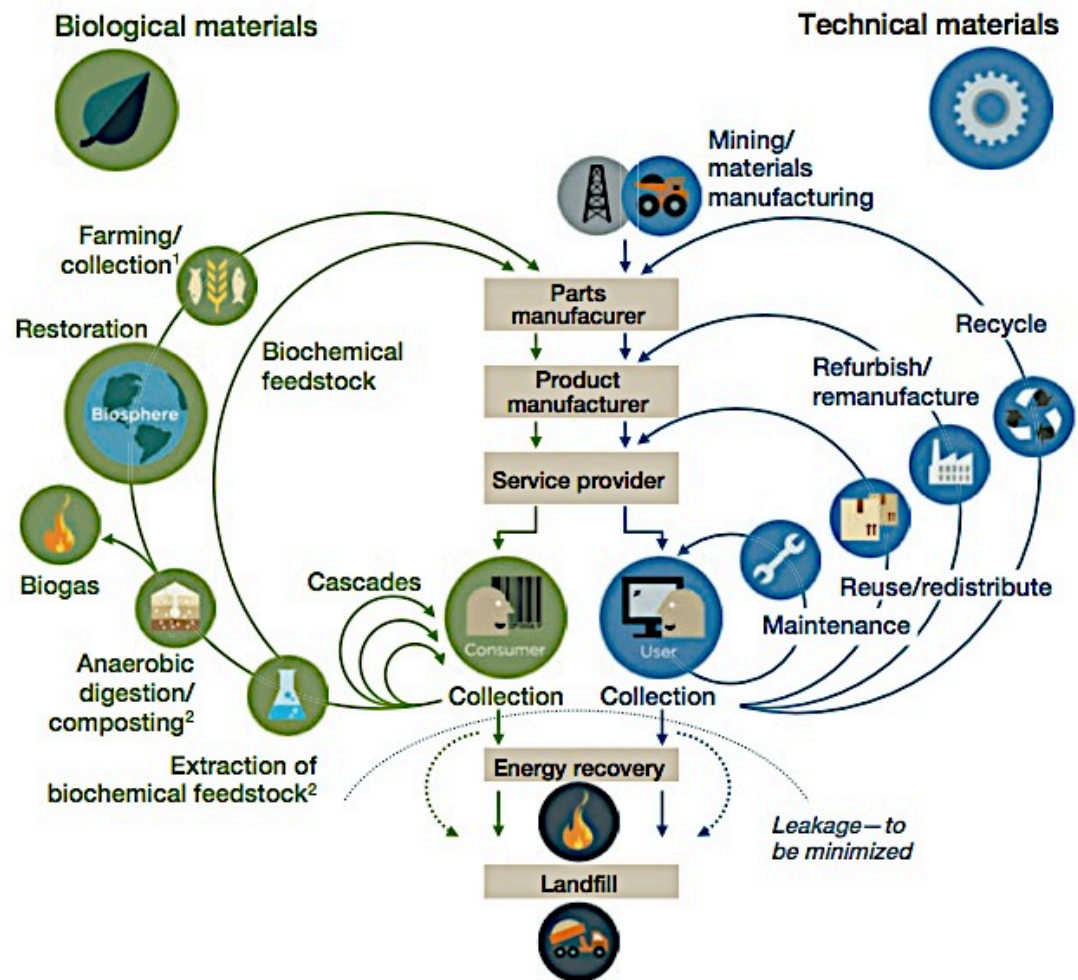 Biological materials
Technical materials
Mining/
materials
manufacturing
Farming/
collection1
Parts
manufacurer
Recycle
Restoration
Biosphere
Biochemical
feedstock
Product
manufacturer
Refurbish/
remanufacture
Service provider
Biogas
Cascades
Consumer
User
Reuse/redistribute
Maintenance
Anaerobic
digestion/
composting2
Collection
Collection
Extraction of
biochemical feedstock2
Energy recovery
Leakage—to
be minimized
Landfill